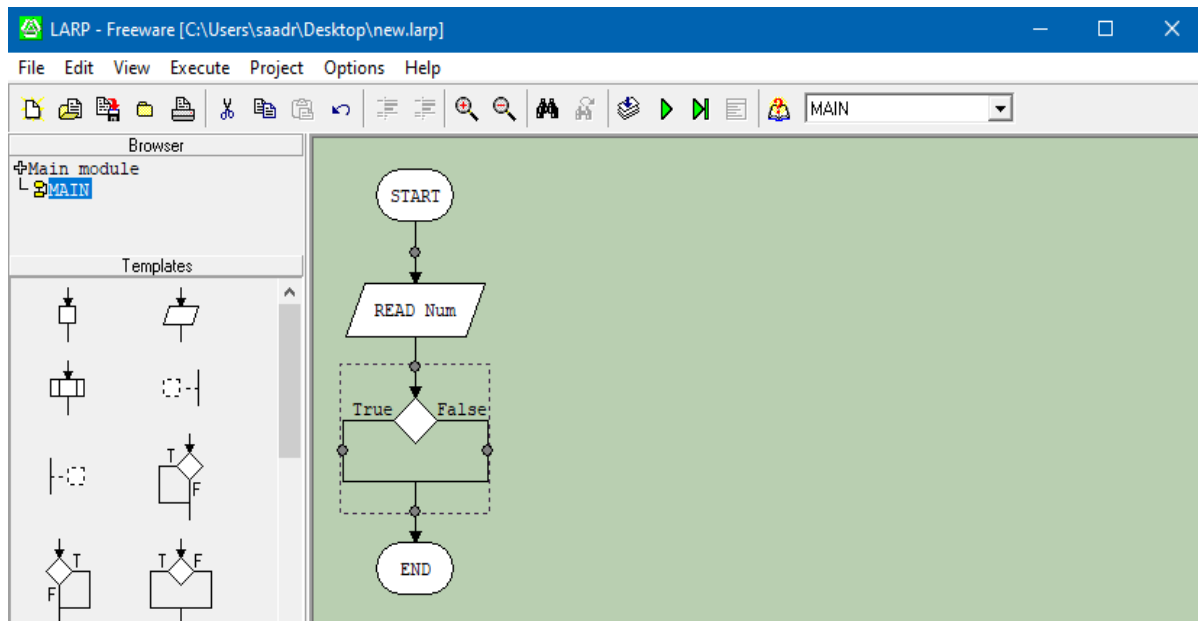 LARP - Freeware [C:\Users\saadr\Desktop\new.larp]
File Edit View Execute Project Options Help
MAIN
Browser
Main module
MAIN
Templates
T
F
T
F
T F
START
READ Num
True False
END